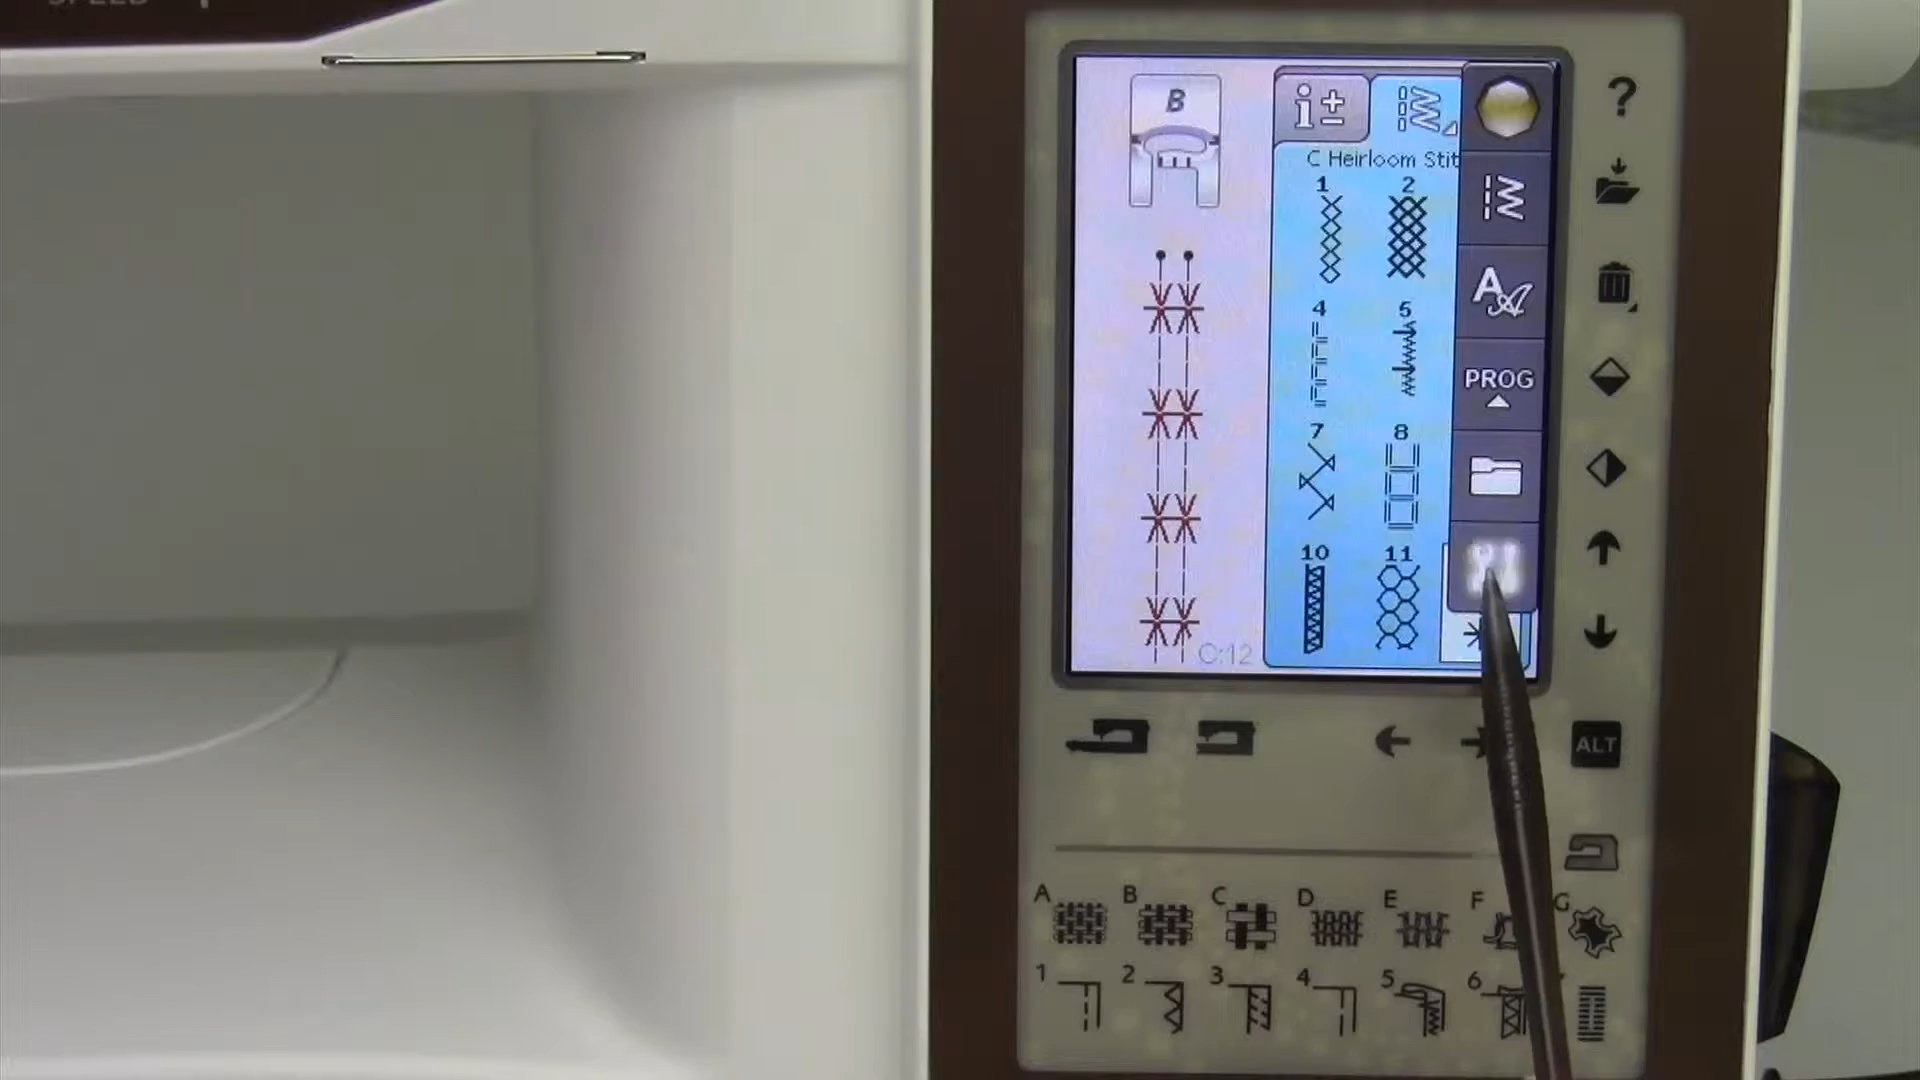 SPEED
B
i ±
?
C Heirloom Stit
1 2
4 5
A A
PROG
7 8
10 11
C:12
ALT
A B C D E F G
1 2 3 4 5 6